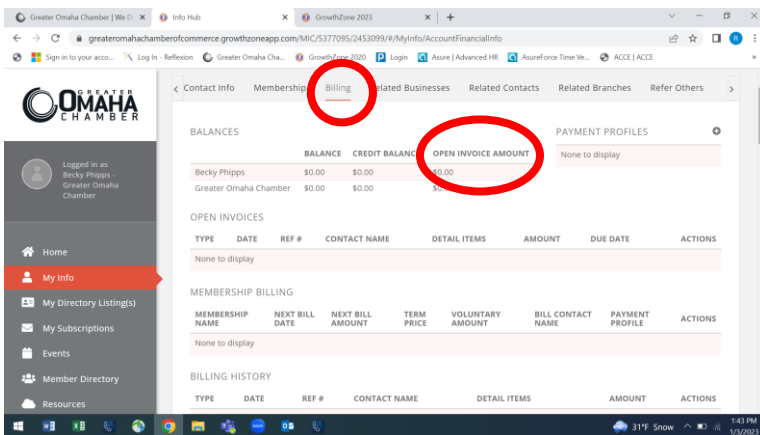 Greater Omaha Chamber | We D
Info Hub
GrowthZone 2023
greateromahachamberofcommerce.growthzoneapp.com/MIC/5377095/2453099/#/MyInfo/AccountFinancialInfo
R
Sign in to your acco...
Log In - Reflexion
Greater Omaha Cha...
GrowthZone 2020
Login
Asure | Advanced HR
AsureForce Time Ve...
ACCE | ACCE
GREATER
OMAHA
CHAMBER
Contact Info
Membership
Billing
Related Businesses
Related Contacts
Related Branches
Refer Others
Logged in as
Becky Phipps -
Greater Omaha
Chamber
Home
My Info
My Directory Listing(s)
My Subscriptions
Events
Member Directory
Resources
BALANCES
BALANCE CREDIT BALANCE OPEN INVOICE AMOUNT
Becky Phipps $0.00 $0.00 $0.00
Greater Omaha Chamber $0.00 $0.00
PAYMENT PROFILES
None to display
OPEN INVOICES
TYPE DATE REF # CONTACT NAME DETAIL ITEMS AMOUNT DUE DATE ACTIONS
None to display
MEMBERSHIP BILLING
MEMBERSHIP NAME NEXT BILL DATE NEXT BILL AMOUNT TERM PRICE VOLUNTARY AMOUNT BILL CONTACT NAME PAYMENT PROFILE ACTIONS
None to display
BILLING HISTORY
TYPE DATE REF # CONTACT NAME DETAIL ITEMS AMOUNT ACTIONS
31°F Snow
1:43 PM
1/3/2023